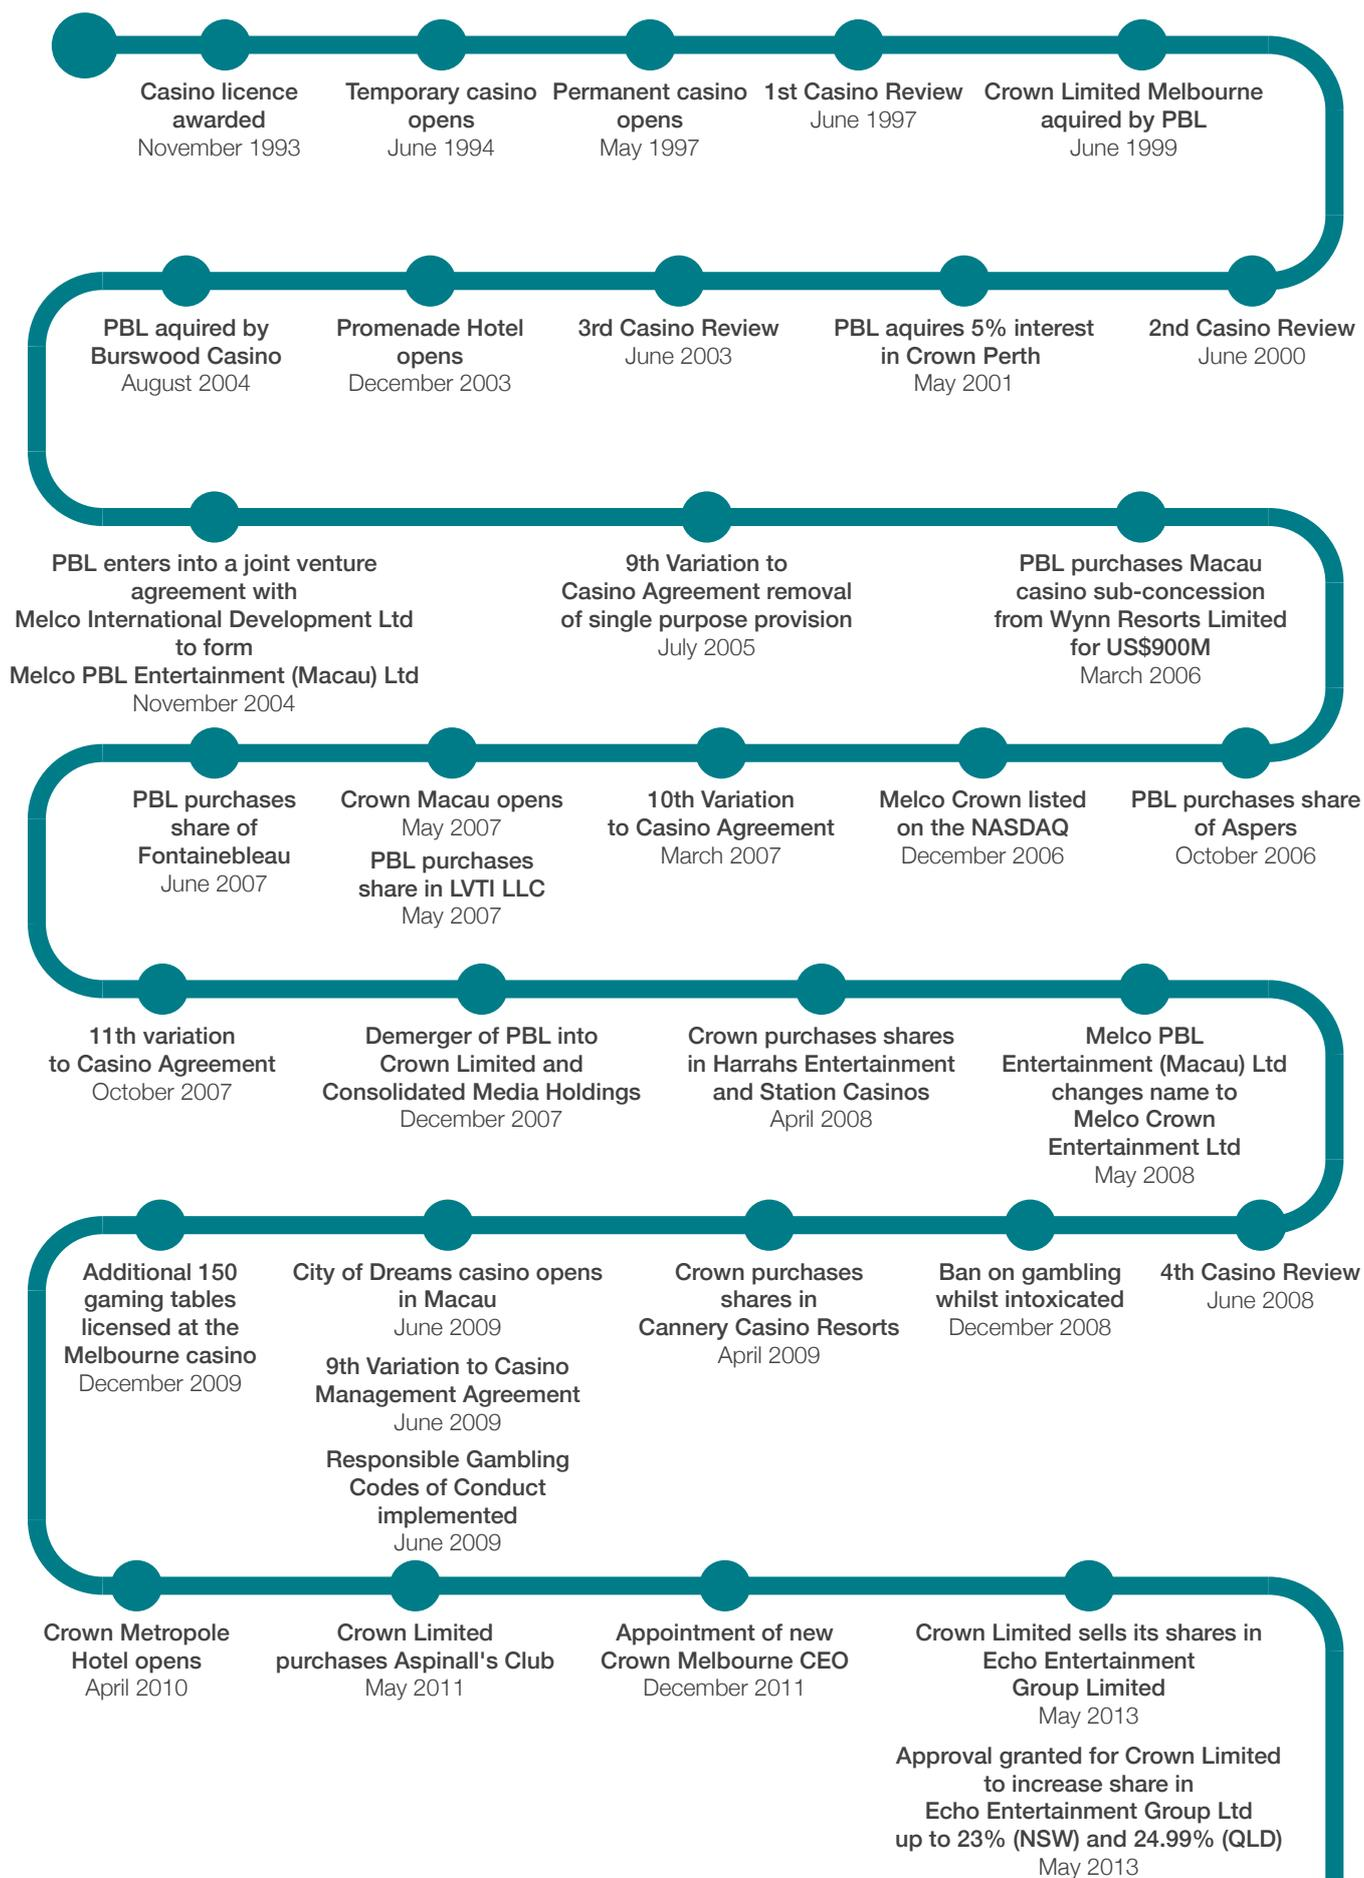 Casino licence
awarded
November 1993
Temporary casino
opens
June 1994
Permanent casino
opens
May 1997
1st Casino Review
June 1997
Crown Limited Melbourne
aquired by PBL
June 1999
2nd Casino Review
June 2000
PBL aquires 5% interest
in Crown Perth
May 2001
3rd Casino Review
June 2003
Promenade Hotel
opens
December 2003
PBL aquired by
Burswood Casino
August 2004
PBL enters into a joint venture
agreement with
Melco International Development Ltd
to form
Melco PBL Entertainment (Macau) Ltd
November 2004
9th Variation to
Casino Agreement removal
of single purpose provision
July 2005
PBL purchases Macau
casino sub-concession
from Wynn Resorts Limited
for US$900M
March 2006
PBL purchases share
of Aspers
October 2006
Melco Crown listed
on the NASDAQ
December 2006
10th Variation
to Casino Agreement
March 2007
Crown Macau opens
May 2007
PBL purchases
share in LVTI LLC
May 2007
PBL purchases
share of
Fontainebleau
June 2007
11th variation
to Casino Agreement
October 2007
Demerger of PBL into
Crown Limited and
Consolidated Media Holdings
December 2007
Crown purchases shares
in Harrahs Entertainment
and Station Casinos
April 2008
Melco PBL
Entertainment (Macau) Ltd
changes name to
Melco Crown
Entertainment Ltd
May 2008
4th Casino Review
June 2008
Ban on gambling
whilst intoxicated
December 2008
Crown purchases
shares in
Cannery Casino Resorts
April 2009
City of Dreams casino opens
in Macau
June 2009
9th Variation to Casino
Management Agreement
June 2009
Responsible Gambling
Codes of Conduct
implemented
June 2009
Additional 150
gaming tables
licensed at the
Melbourne casino
December 2009
Crown Metropole
Hotel opens
April 2010
Crown Limited
purchases Aspinall's Club
May 2011
Appointment of new
Crown Melbourne CEO
December 2011
Crown Limited sells its shares in
Echo Entertainment
Group Limited
May 2013
Approval granted for Crown Limited
to increase share in
Echo Entertainment Group Ltd
up to 23% (NSW) and 24.99% (QLD)
May 2013